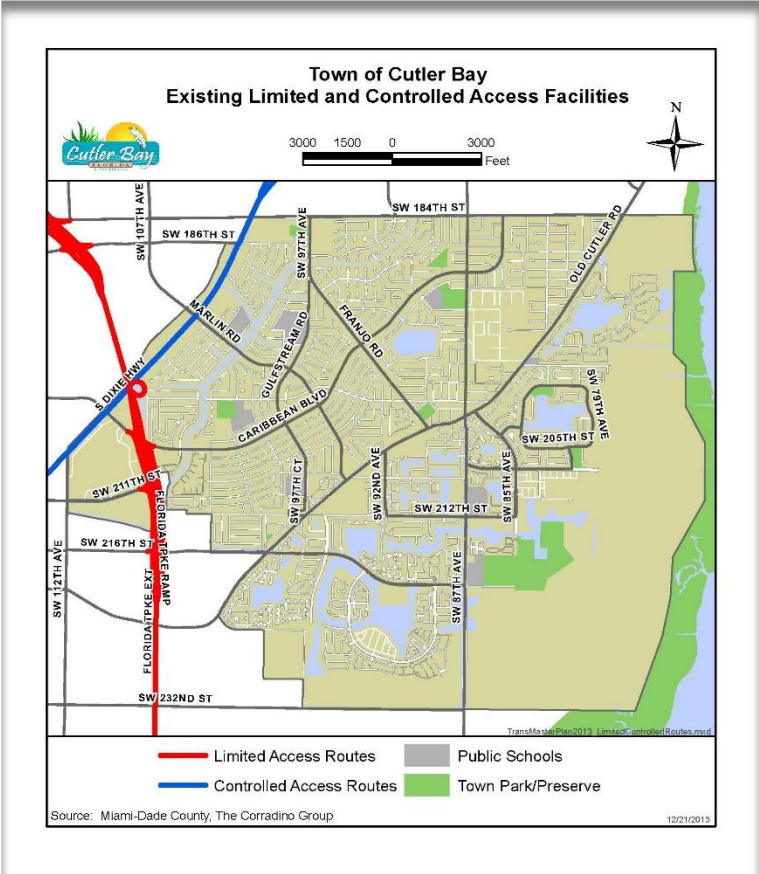 Town of Cutler Bay
Existing Limited and Controlled Access Facilities
N
Cutler Bay
FLORIDA
3000 1500 0 3000
Feet
SW 184TH ST
SW 107TH AVE
SW 186TH ST
SW 97TH AVE
OLD CUTLER RD
MARLIN RD
GULFSTREAM RD
FRANJO RD
S DIXIE HWY
CARIBBEAN BLVD
SW 79TH AVE
SW 205TH ST
SW 211TH ST
SW 97TH CT
SW 92ND AVE
SW 85TH AVE
SW 212TH ST
FLORIDA TPKE RAMP
SW 216TH ST
SW 112TH AVE
FLORIDA TPKE EXT
SW 87TH AVE
SW 232ND ST
TransMasterPlan2013_LimitedControlledRoutes.mxd
Limited Access Routes
Public Schools
Controlled Access Routes
Town Park/Preserve
Source: Miami-Dade County, The Corradino Group
12/21/2013